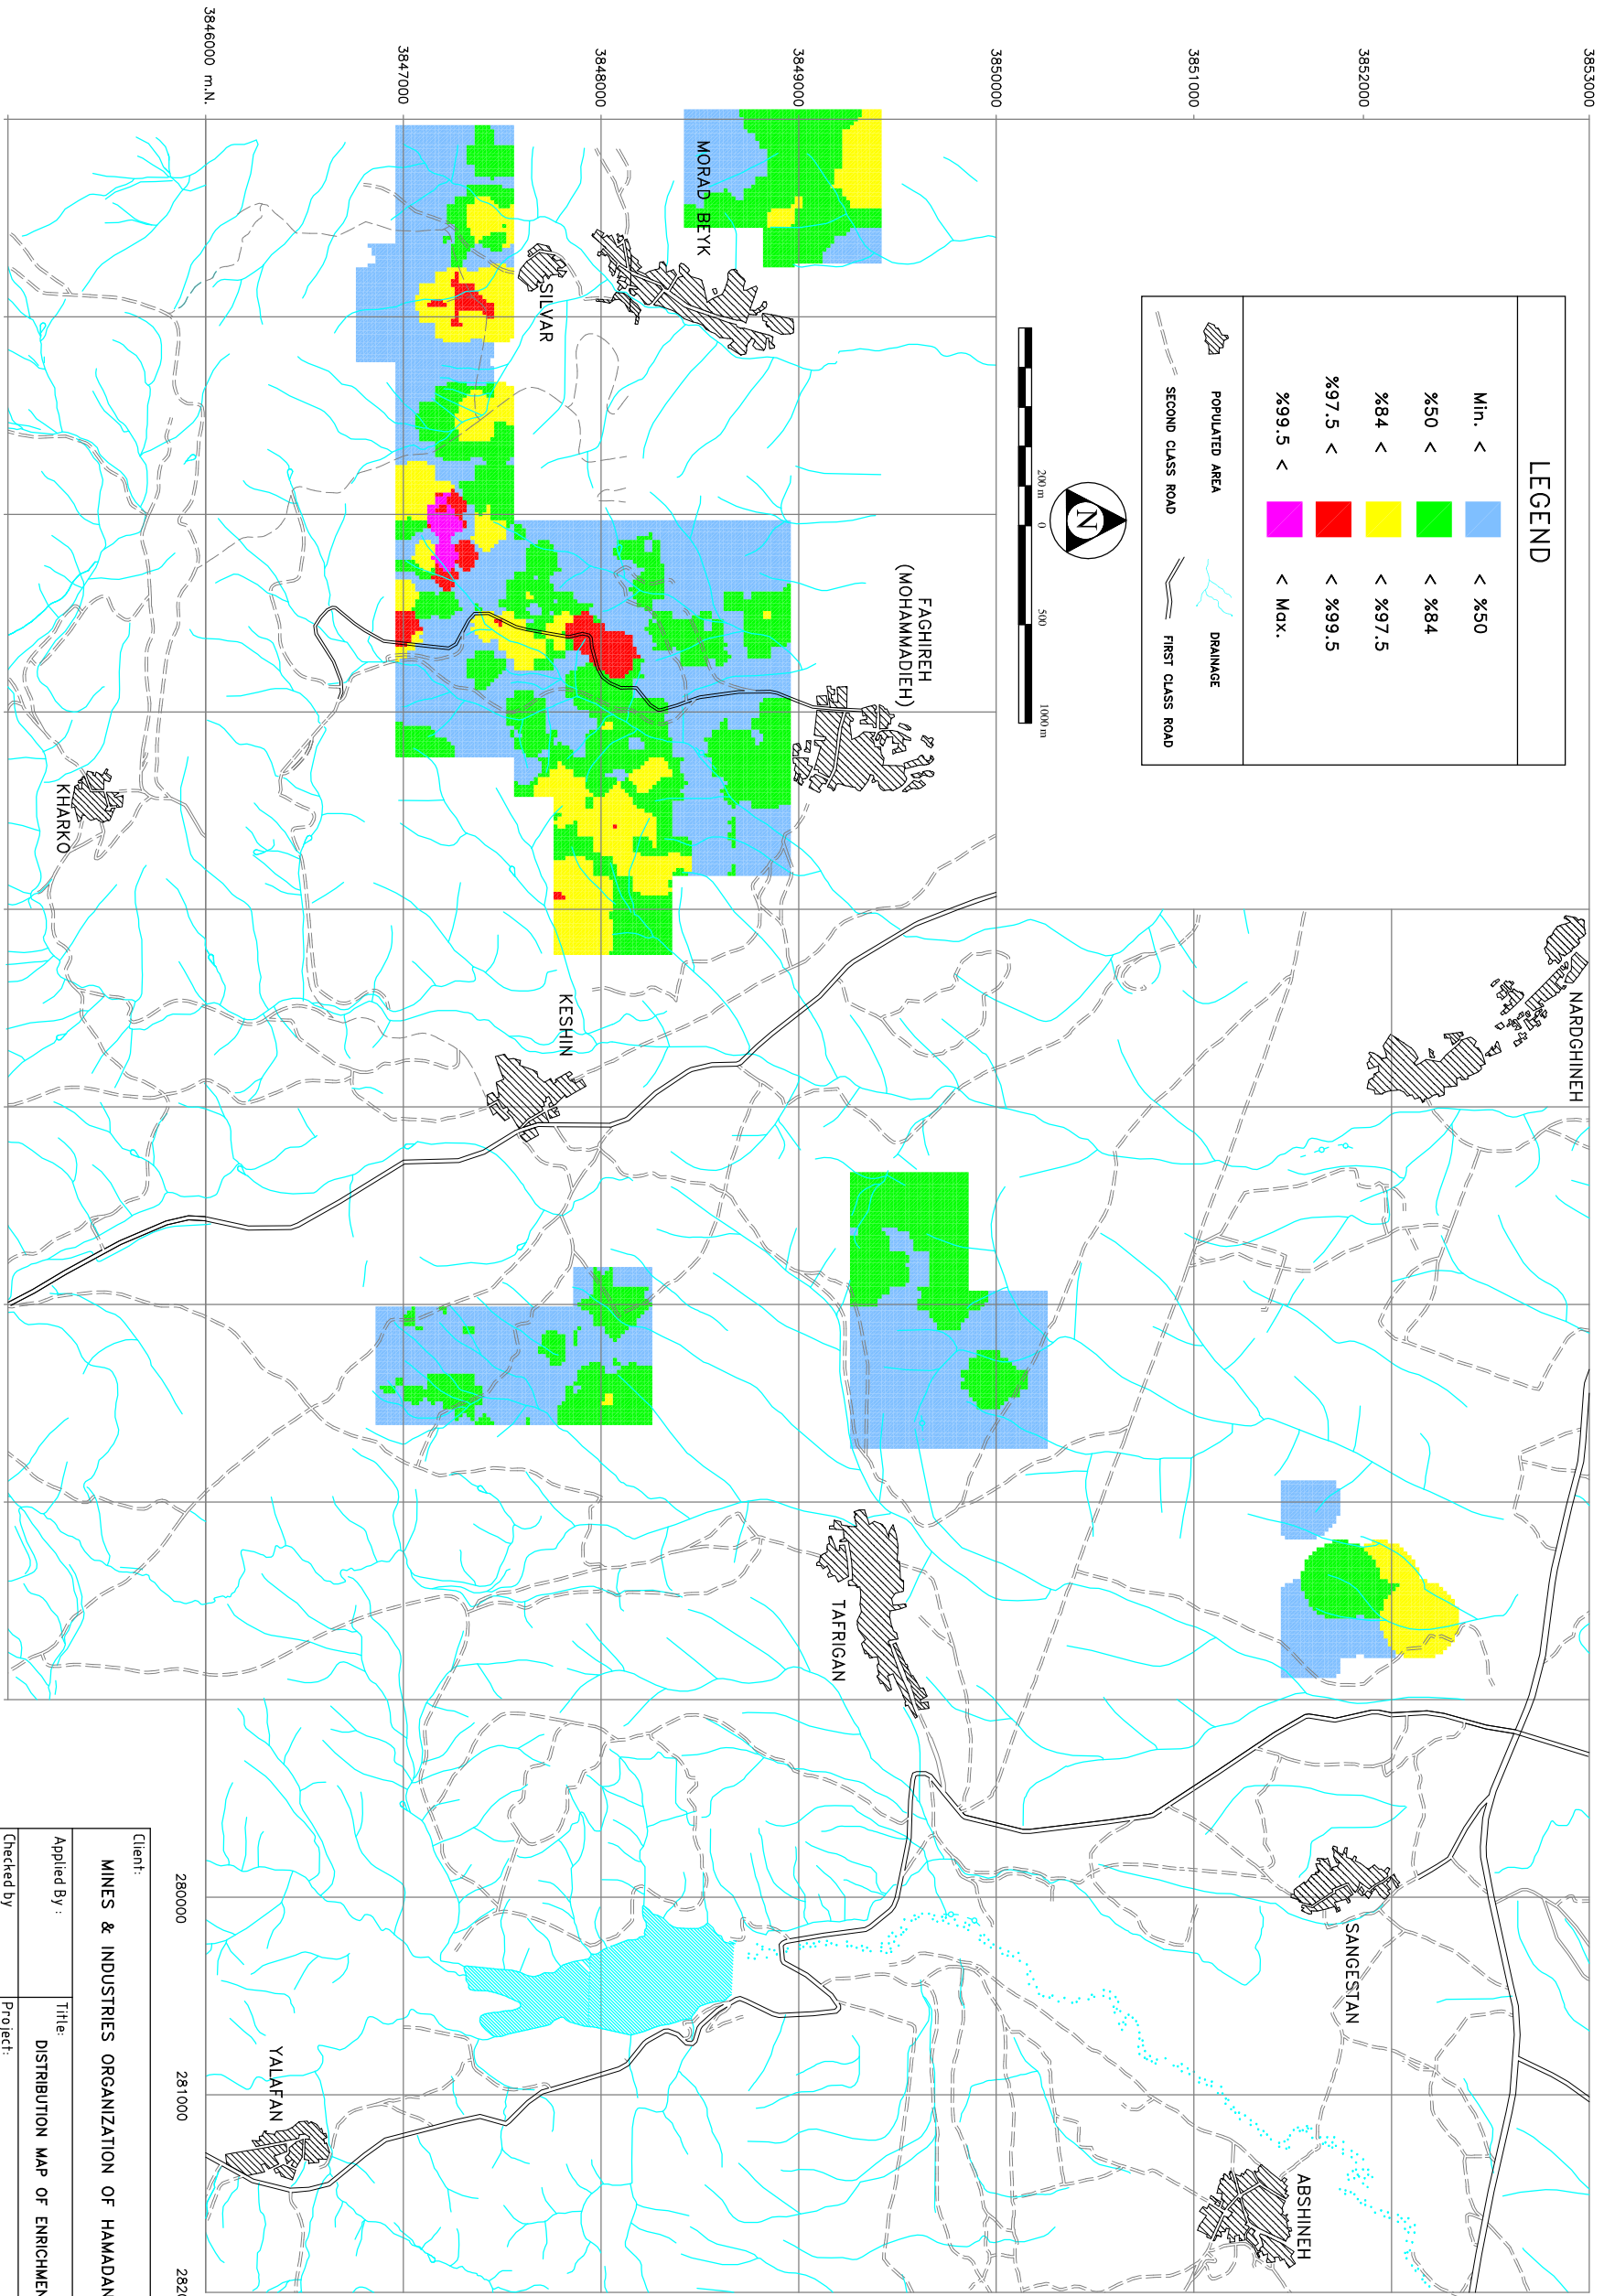 3853000
3852000
3851000
3850000
3849000
3848000
3847000
3846000 m.N.
LEGEND
Min. < < %50
%50 < < %84
%84 < < %97.5
%97.5 < < %99.5
%99.5 < < Max.
POPULATED AREA
DRAINAGE
SECOND CLASS ROAD
FIRST CLASS ROAD
N
200 m 0 500 1000 m
NARDGHINEH
FAGHIREH
(MOHAMMADIEH)
MORAD BEYK
SILVAR
KESHIN
KHARKO
TAFRIGAN
SANGESTAN
ABSHINEH
YALAFAN
280000
281000
Client:
MINES & INDUSTRIES ORGANIZATION OF HAMADAN
Applied By :
Title:
DISTRIBUTION MAP OF
Checked by
Project: